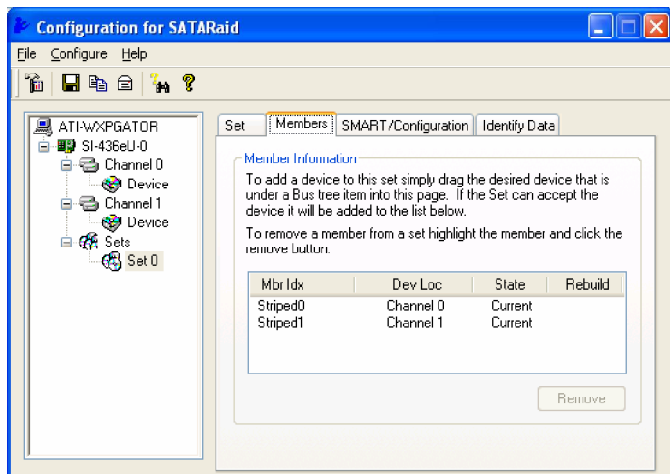 Configuration for SATARaid
File Configure Help
ATI-WXPGATOR
SI-436eU-0
Channel 0
Device
Channel 1
Device
Sets
Set 0
Set Members SMART/Configuration Identify Data
Member Information
To add a device to this set simply drag the desired device that is
under a Bus tree item into this page. If the Set can accept the
device it will be added to the list below.
To remove a member from a set highlight the member and click the
remove button.
Mbr Idx Dev Loc State Rebuild
Striped0 Channel 0 Current
Striped1 Channel 1 Current
Remove